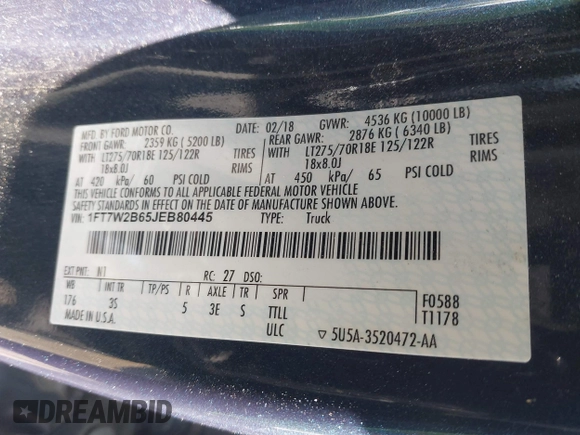 MFD. BY FORD MOTOR CO. DATE: 02/18 GVWR: 4536 KG (10000 LB)
FRONT GAWR: 2359 KG ( 5200 LB) REAR GAWR: 2876 KG ( 6340 LB)
WITH LT275/70R18E 125/122R TIRES WITH LT275/70R18E 125/122R TIRES
18x8.0J RIMS 18x8.0J RIMS
AT 420 kPa/ 60 PSI COLD AT 450 kPa/ 65 PSI COLD
THIS VEHICLE CONFORMS TO ALL APPLICABLE FEDERAL MOTOR VEHICLE
SAFETY STANDARDS IN EFFECT ON THE DATE OF MANUFACTURE SHOWN ABOVE.
VIN: 1FT7W2B65JEB80445 TYPE: Truck
EXT PNT: N1 RC: 27 DSO:
WB INT TR TP/PS R AXLE TR SPR
176 3S 5 3E S TTLL
MADE IN U.S.A. ULC
F0588
T1178
▽ 5U5A-3520472-AA
DREAMBID